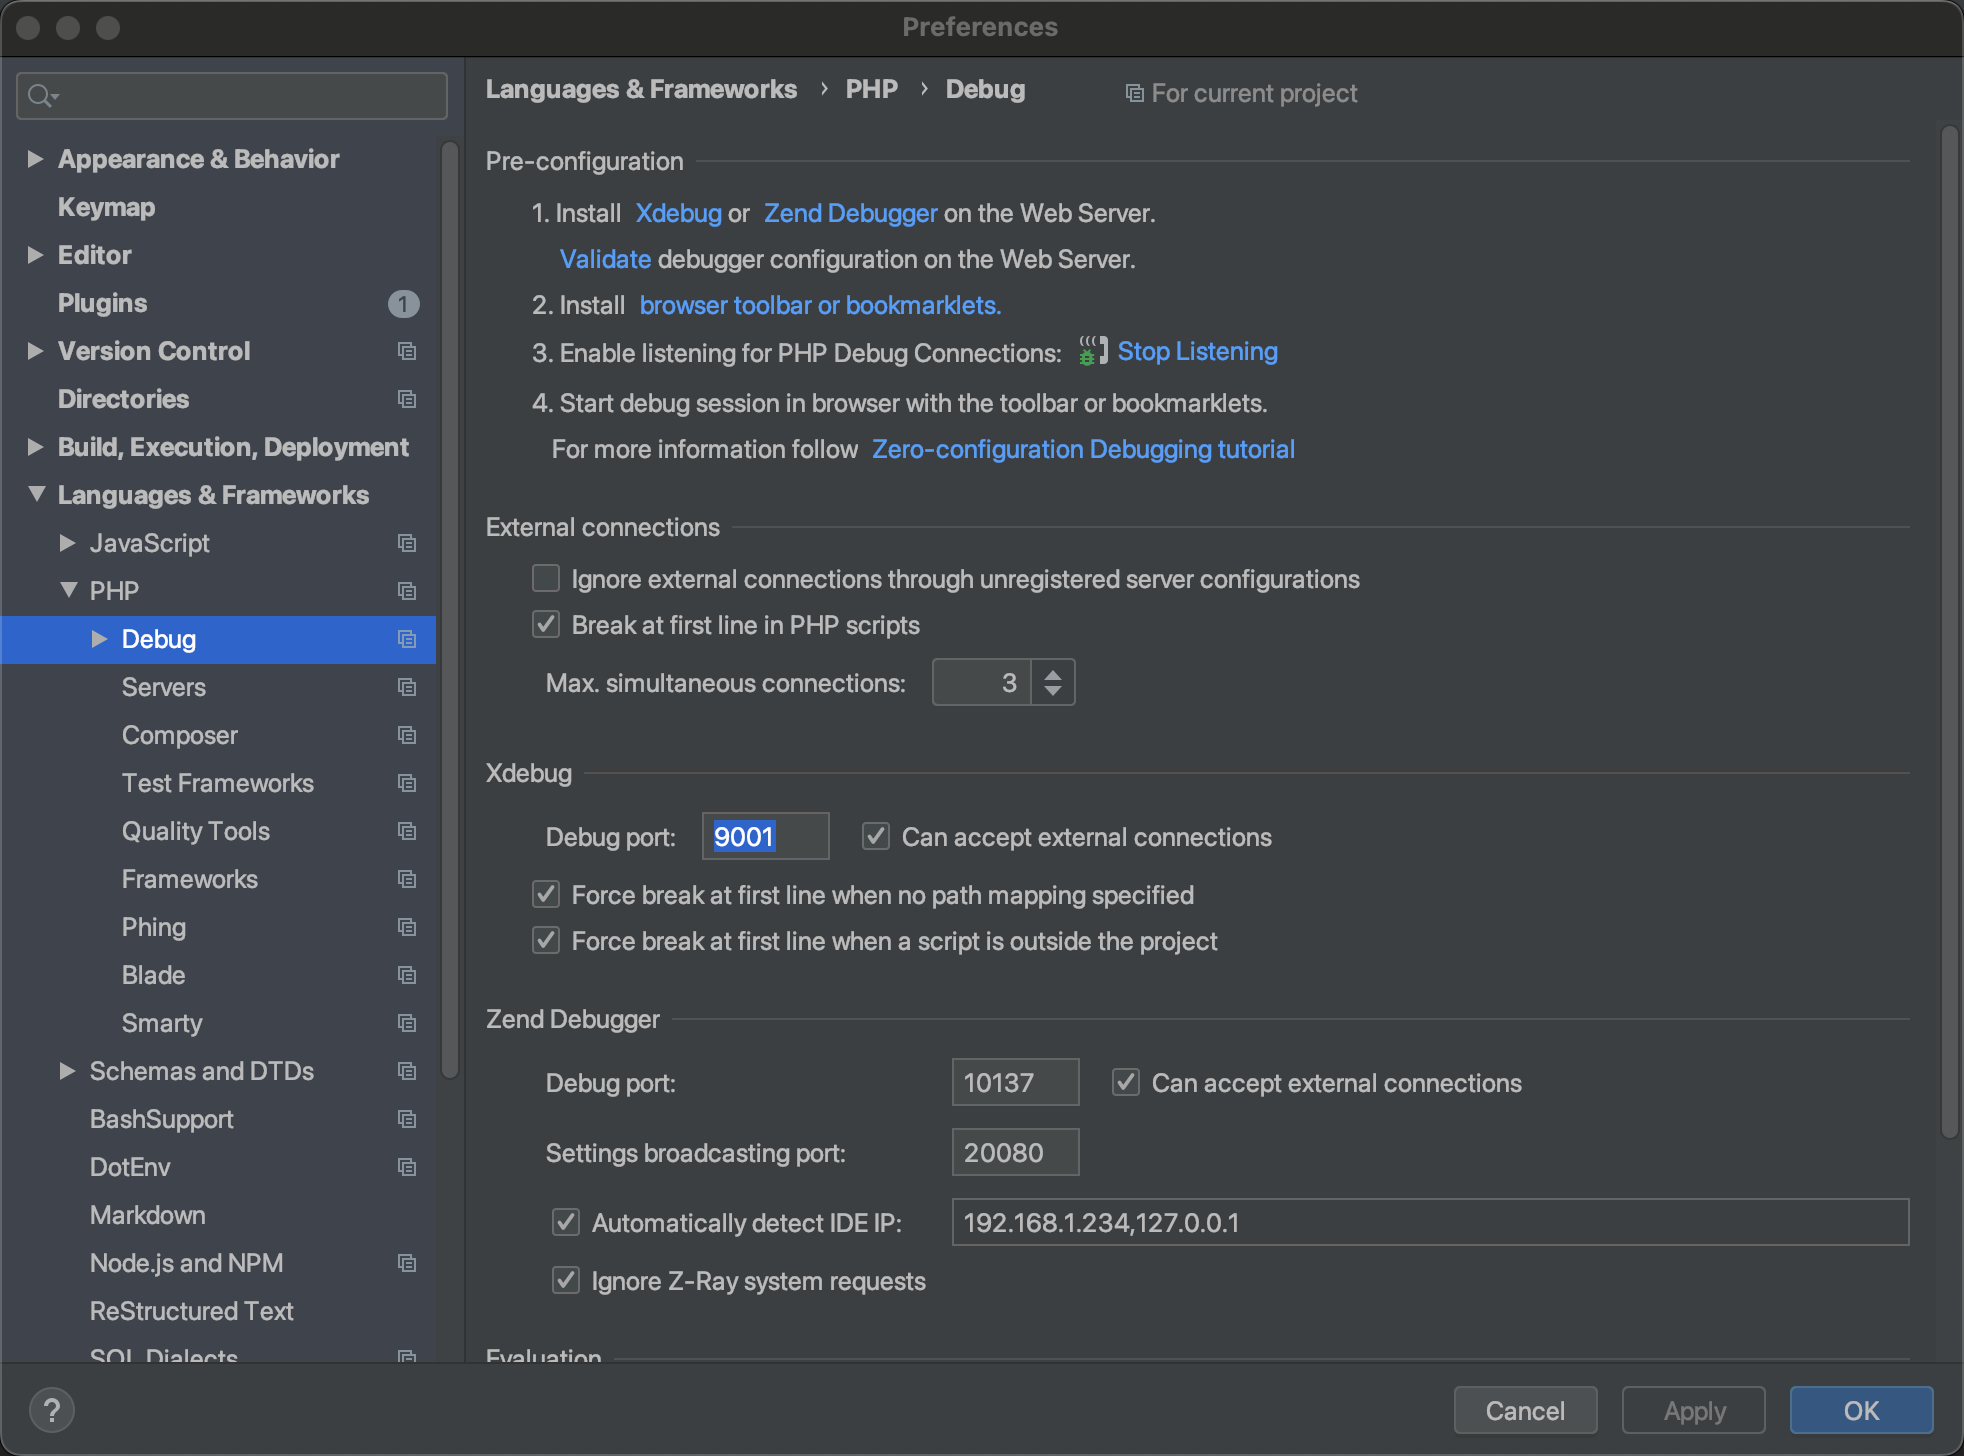 Preferences
Languages & Frameworks › PHP › Debug
For current project
Appearance & Behavior
Keymap
Editor
Plugins
1
Version Control
Directories
Build, Execution, Deployment
Languages & Frameworks
JavaScript
PHP
Debug
Servers
Composer
Test Frameworks
Quality Tools
Frameworks
Phing
Blade
Smarty
Schemas and DTDs
BashSupport
DotEnv
Markdown
Node.js and NPM
ReStructured Text
SQL Dialects
Pre-configuration
1. Install Xdebug or Zend Debugger on the Web Server.
Validate debugger configuration on the Web Server.
2. Install browser toolbar or bookmarklets.
3. Enable listening for PHP Debug Connections: Stop Listening
4. Start debug session in browser with the toolbar or bookmarklets.
For more information follow Zero-configuration Debugging tutorial
External connections
Ignore external connections through unregistered server configurations
Break at first line in PHP scripts
Max. simultaneous connections: 3
Xdebug
Debug port: 9001 Can accept external connections
Force break at first line when no path mapping specified
Force break at first line when a script is outside the project
Zend Debugger
Debug port: 10137 Can accept external connections
Settings broadcasting port: 20080
Automatically detect IDE IP: 192.168.1.234,127.0.0.1
Ignore Z-Ray system requests
Evaluation
?
Cancel
Apply
OK